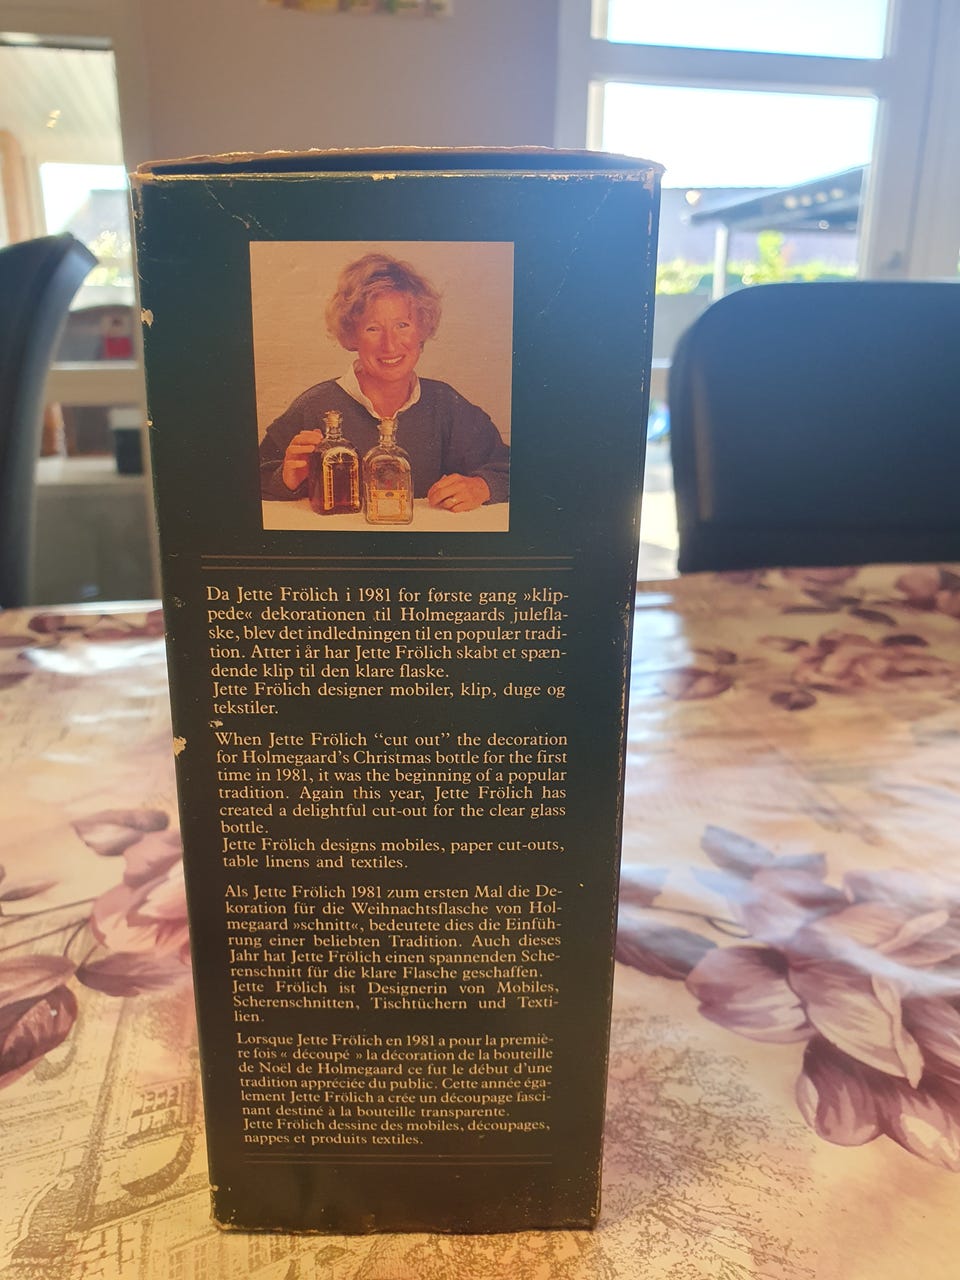 Da Jette Frölich i 1981 for første gang »klip-
pede« dekorationen til Holmegaards julefla-
ske, blev det indledningen til en populær tradi-
tion. Atter i år har Jette Frölich skabt et spæn-
dende klip til den klare flaske.
Jette Frölich designer mobiler, klip, duge og
tekstiler.
When Jette Frölich “cut out” the decoration
for Holmegaard's Christmas bottle for the first
time in 1981, it was the beginning of a popular
tradition. Again this year, Jette Frölich has
created a delightful cut-out for the clear glass
bottle.
Jette Frölich designs mobiles, paper cut-outs,
table linens and textiles.
Als Jette Frölich 1981 zum ersten Mal die De-
koration für die Weihnachtsflasche von Hol-
megaard »schnitt«, bedeutete dies die Einfüh-
rung einer beliebten Tradition. Auch dieses
Jahr hat Jette Frölich einen spannenden Sche-
renschnitt für die klare Flasche geschaffen.
Jette Frölich ist Designerin von Mobiles,
Scherenschnitten, Tischtüchern und Texti-
lien.
Lorsque Jette Frölich en 1981 a pour la premiè-
re fois « découpé » la décoration de la bouteille
de Noël de Holmegaard ce fut le début d'une
tradition appréciée du public. Cette année éga-
lement Jette Frölich a crée un découpage fasci-
nant destiné à la bouteille transparente.
Jette Frölich dessine des mobiles, découpages,
nappes et produits textiles.